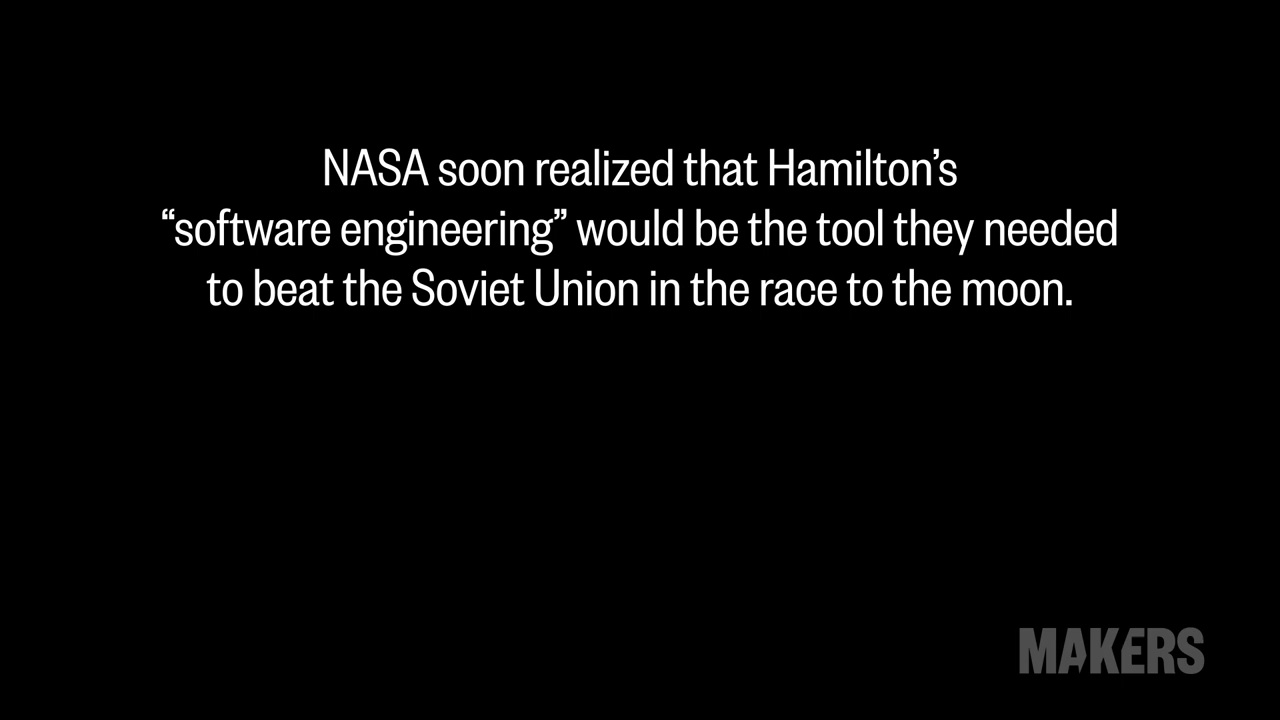 NASA soon realized that Hamilton’s
“software engineering” would be the tool they needed
to beat the Soviet Union in the race to the moon.
MAKERS